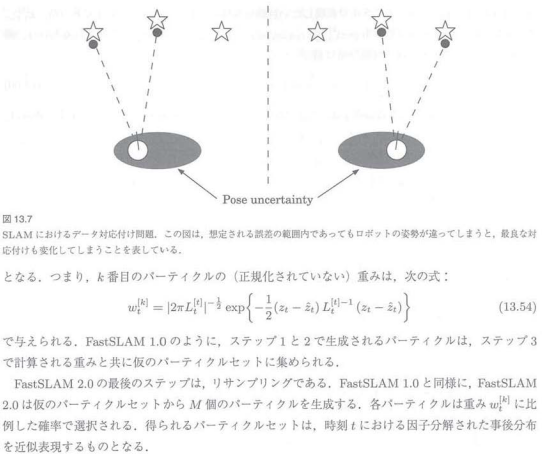 Pose uncertainty
図 13.7
SLAM におけるデータ対応付け問題．この図は，想定される誤差の範囲内であってもロボットの姿勢が違ってしまうと，最良な対
応付けも変化してしまうことを表している．
となる．つまり，k 番目のパーティクルの（正規化されていない）重みは，次の式：
w_t^{[k]} = |2πL_t^{[t]}|^{-1/2} exp{-1/2 (z_t − ẑ_t) L_t^{[t]−1} (z_t − ẑ_t)} (13.54)
で与えられる．FastSLAM 1.0 のように，ステップ 1 と 2 で生成されるパーティクルは，ステップ 3
で計算される重みと共に仮のパーティクルセットに集められる．
FastSLAM 2.0 の最後のステップは，リサンプリングである．FastSLAM 1.0 と同様に，FastSLAM
2.0 は仮のパーティクルセットから M 個のパーティクルを生成する．各パーティクルは重み w_t^{[k]} に比
例した確率で選択される．得られるパーティクルセットは，時刻 t における因子分解された事後分布
を近似表現するものとなる．